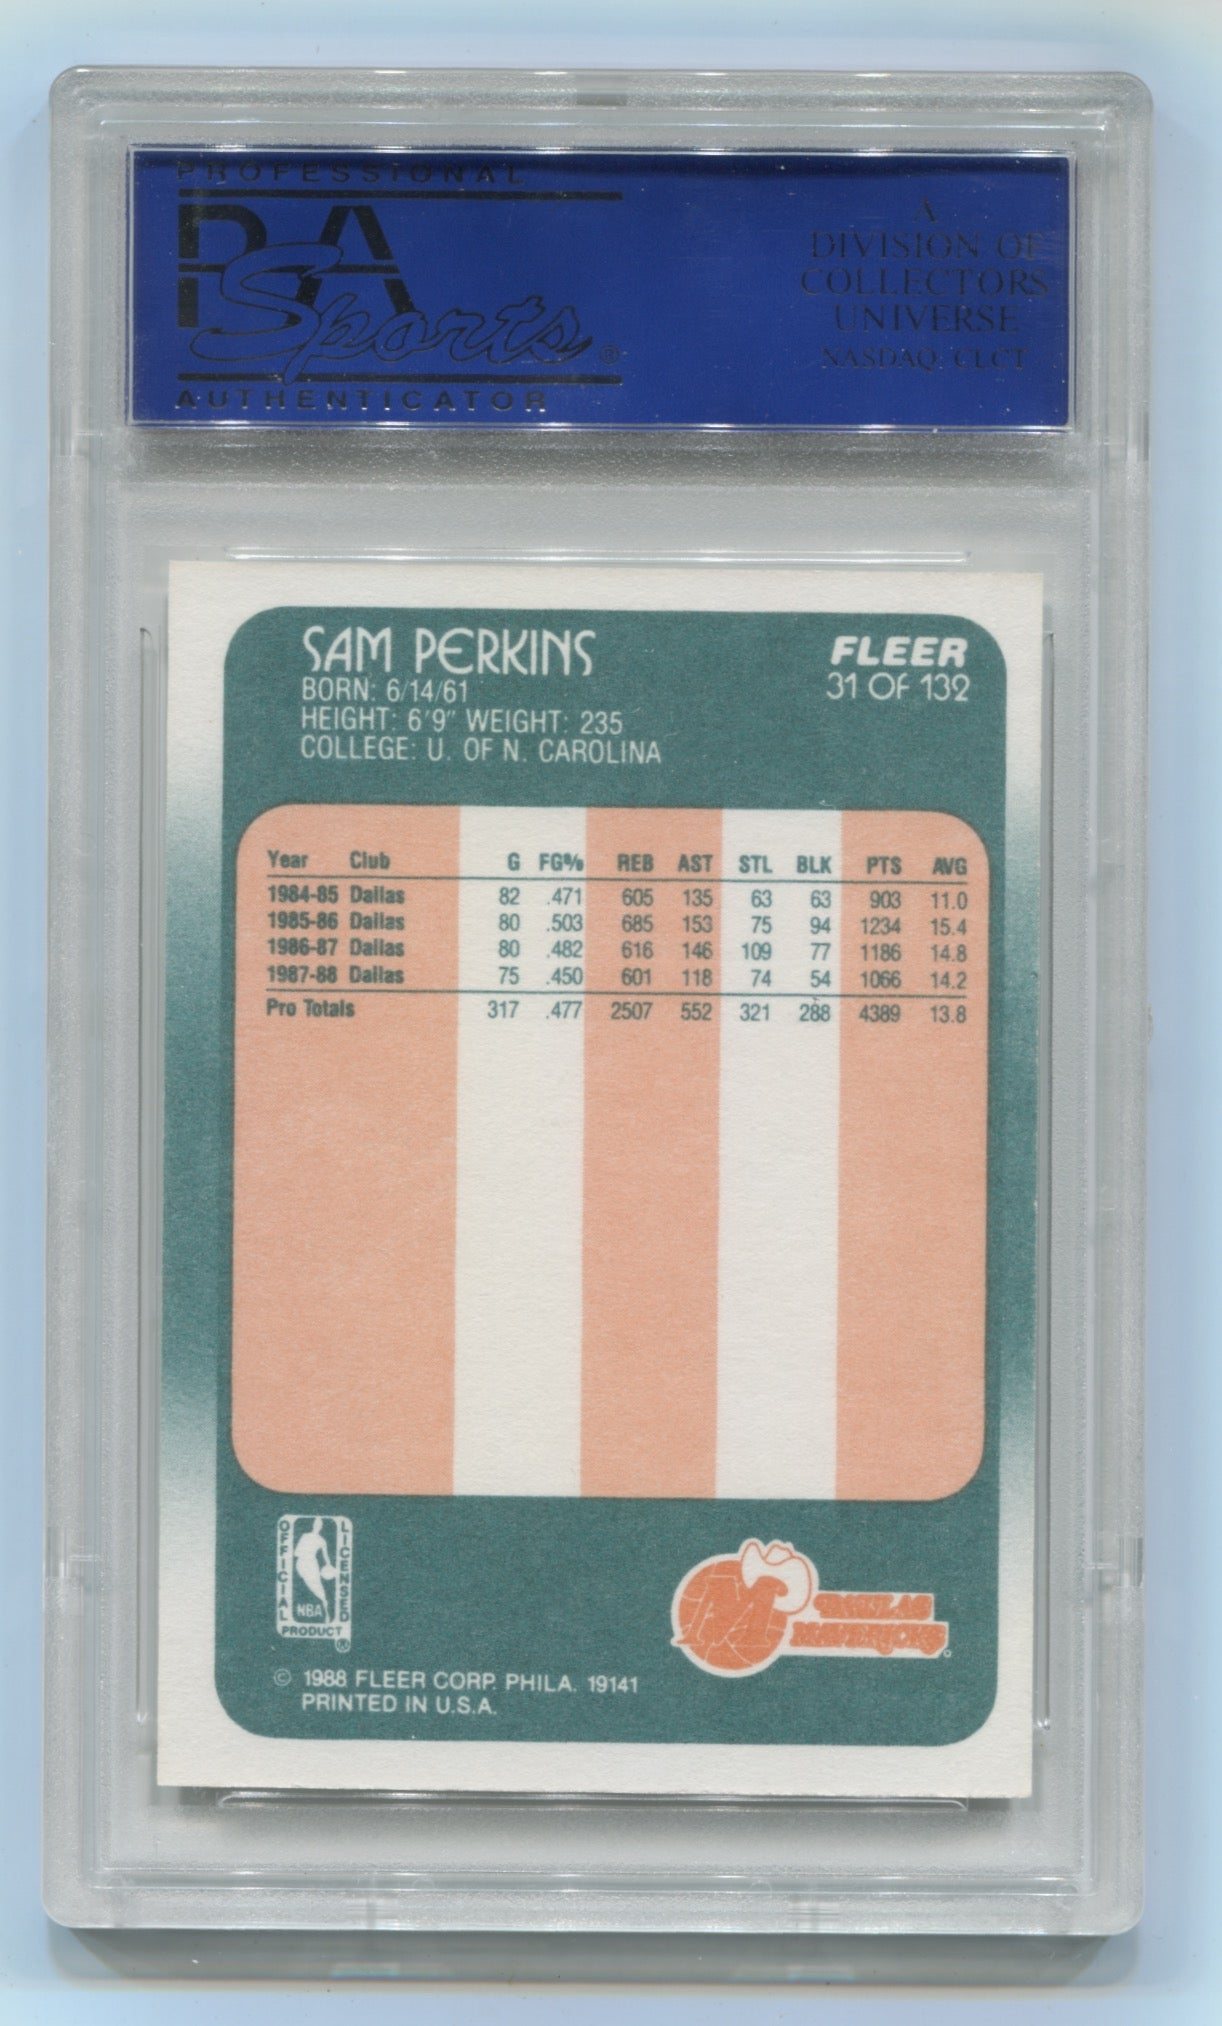 PROFESSIONAL
PSA
Sports ®
AUTHENTICATOR
A
DIVISION OF
COLLECTORS
UNIVERSE
NASDAQ: CLCT
SAM PERKINS
BORN: 6/14/61
HEIGHT: 6'9" WEIGHT: 235
COLLEGE: U. OF N. CAROLINA
FLEER
31 OF 132
Year Club G FG% REB AST STL BLK PTS AVG
1984-85 Dallas 82 .471 605 135 63 63 903 11.0
1985-86 Dallas 80 .503 685 153 75 94 1234 15.4
1986-87 Dallas 80 .482 616 146 109 77 1186 14.8
1987-88 Dallas 75 .450 601 118 74 54 1066 14.2
Pro Totals 317 .477 2507 552 321 288 4389 13.8
OFFICIAL
LICENSED
NBA
PRODUCT
®
M
DALLAS
MAVERICKS
© 1988 FLEER CORP. PHILA. 19141
PRINTED IN U.S.A.